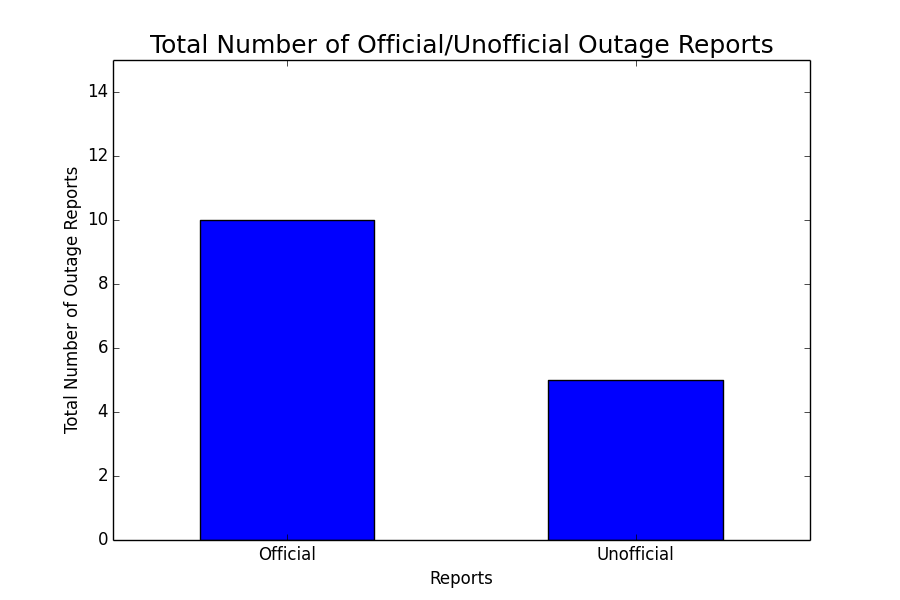 Total Number of Official/Unofficial Outage Reports
Total Number of Outage Reports
14
12
10
8
6
4
2
0
Official Unofficial
Reports